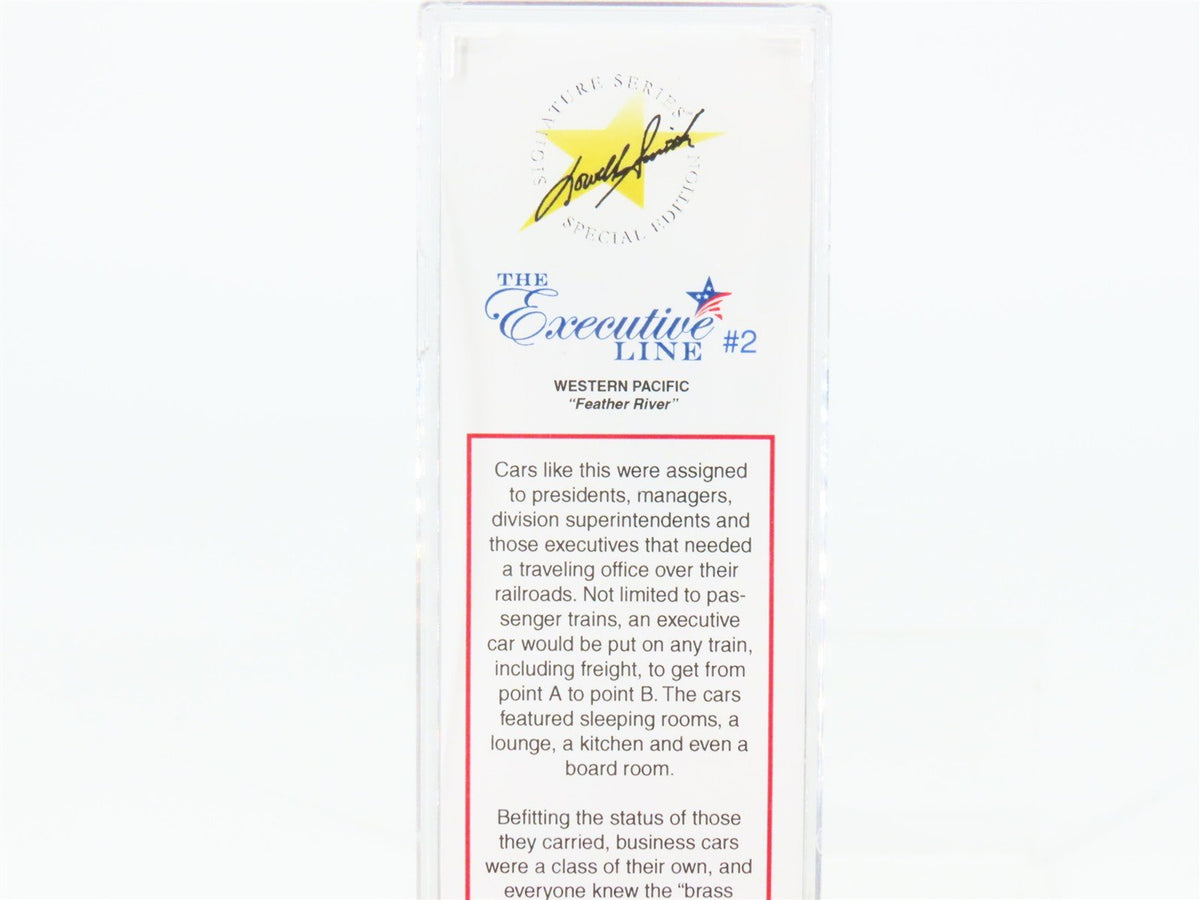 SIGNATURE SERIES
Lowell Smith
SPECIAL EDITION
THE
Executive
LINE #2
WESTERN PACIFIC
"Feather River"
Cars like this were assigned
to presidents, managers,
division superintendents and
those executives that needed
a traveling office over their
railroads. Not limited to pas-
senger trains, an executive
car would be put on any train,
including freight, to get from
point A to point B. The cars
featured sleeping rooms, a
lounge, a kitchen and even a
board room.
Befitting the status of those
they carried, business cars
were a class of their own, and
everyone knew the "brass